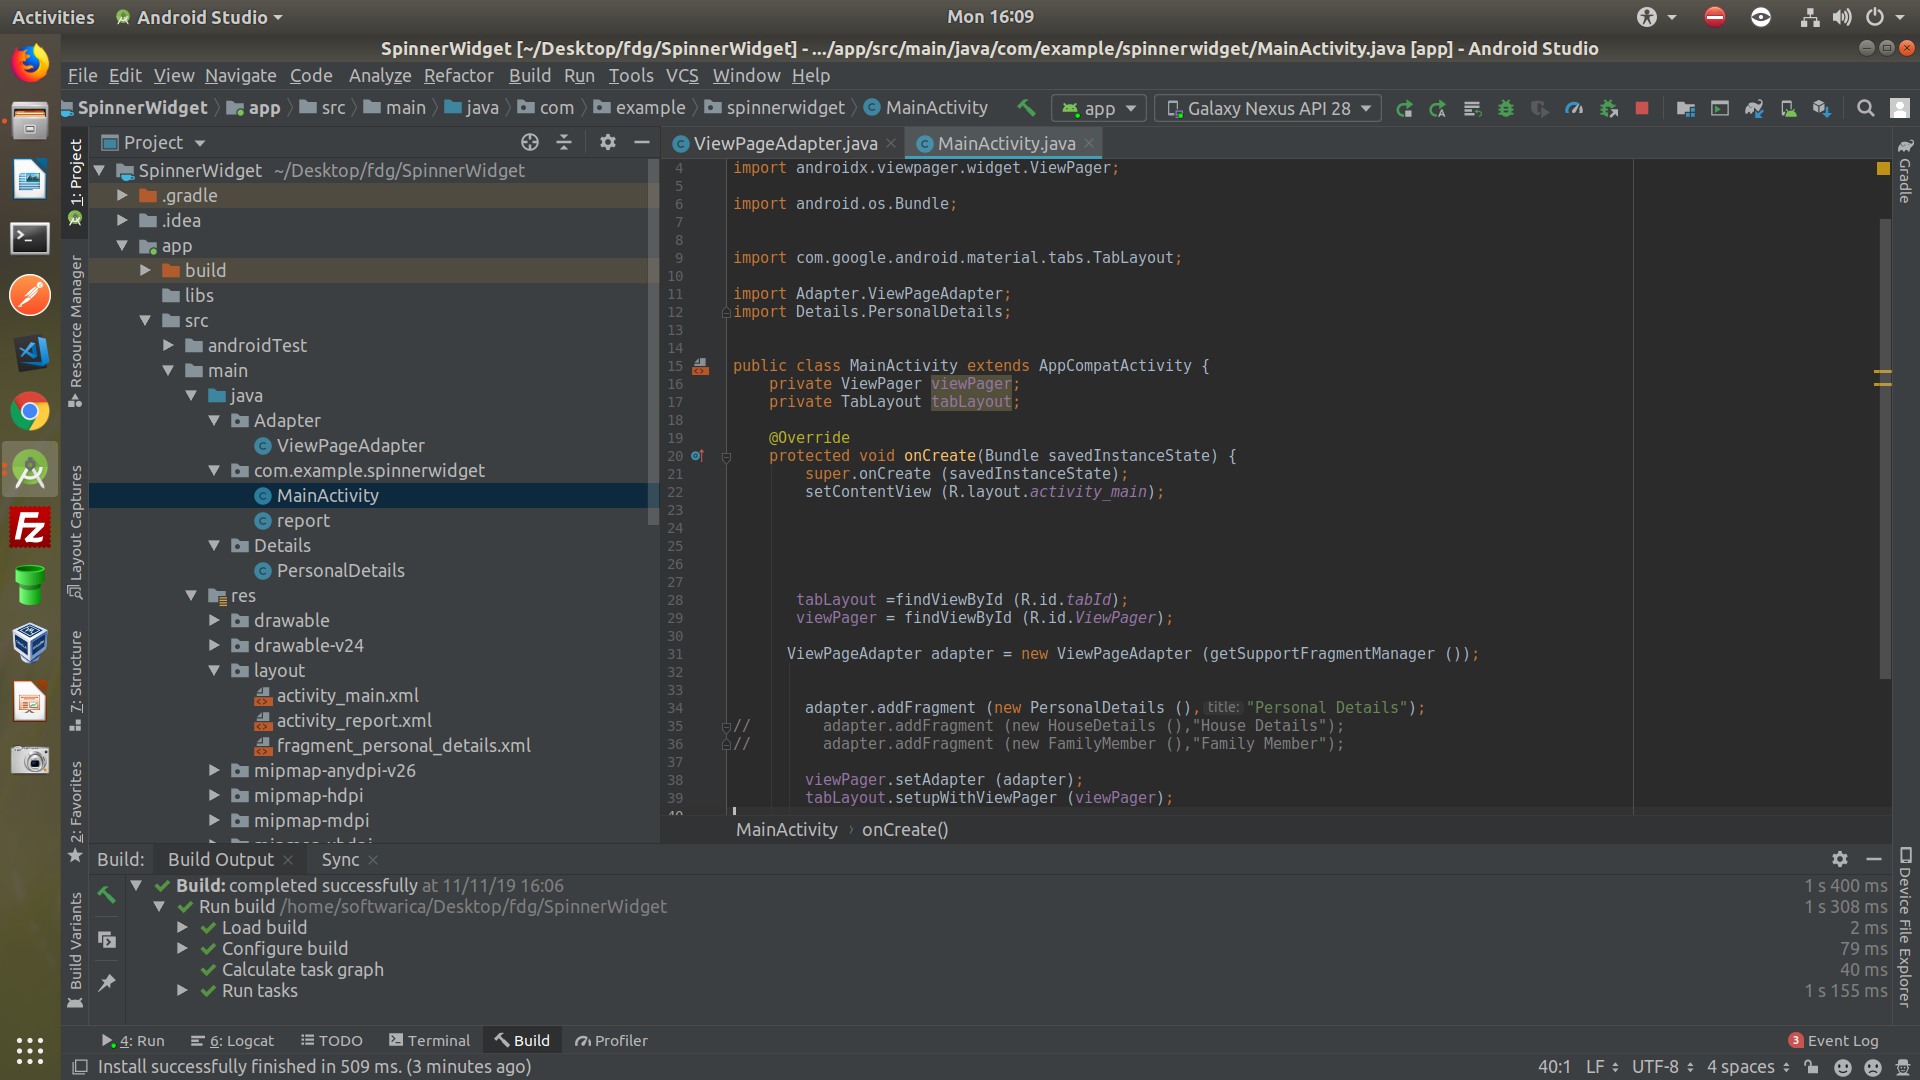 Activities
Android Studio
Mon 16:09
SpinnerWidget [~/Desktop/fdg/SpinnerWidget] - .../app/src/main/java/com/example/spinnerwidget/MainActivity.java [app] - Android Studio
File Edit View Navigate Code Analyze Refactor Build Run Tools VCS Window Help
SpinnerWidget app src main java com example spinnerwidget MainActivity
app
Galaxy Nexus API 28
Project
ViewPageAdapter.java
MainActivity.java
1: Project
Resource Manager
Layout Captures
7: Structure
2: Favorites
Build Variants
SpinnerWidget ~/Desktop/fdg/SpinnerWidget
.gradle
.idea
app
build
libs
src
androidTest
main
java
Adapter
ViewPageAdapter
com.example.spinnerwidget
MainActivity
report
Details
PersonalDetails
res
drawable
drawable-v24
layout
activity_main.xml
activity_report.xml
fragment_personal_details.xml
mipmap-anydpi-v26
mipmap-hdpi
mipmap-mdpi
4 import androidx.viewpager.widget.ViewPager;
5
6 import android.os.Bundle;
7
8
9 import com.google.android.material.tabs.TabLayout;
10
11 import Adapter.ViewPageAdapter;
12 import Details.PersonalDetails;
13
14
15 public class MainActivity extends AppCompatActivity {
16 private ViewPager viewPager;
17 private TabLayout tabLayout;
18
19 @Override
20 protected void onCreate(Bundle savedInstanceState) {
21 super.onCreate (savedInstanceState);
22 setContentView (R.layout.activity_main);
23
24
25
26
27
28 tabLayout =findViewById (R.id.tabId);
29 viewPager = findViewById (R.id.ViewPager);
30
31 ViewPageAdapter adapter = new ViewPageAdapter (getSupportFragmentManager ());
32
33
34 adapter.addFragment (new PersonalDetails (), title: "Personal Details");
35 // adapter.addFragment (new HouseDetails (),"House Details");
36 // adapter.addFragment (new FamilyMember (),"Family Member");
37
38 viewPager.setAdapter (adapter);
39 tabLayout.setupWithViewPager (viewPager);
40
MainActivity › onCreate()
Gradle
Device File Explorer
Build: Build Output Sync
Build: completed successfully at 11/11/19 16:06 1 s 400 ms
Run build /home/softwarica/Desktop/fdg/SpinnerWidget 1 s 308 ms
Load build 2 ms
Configure build 79 ms
Calculate task graph 40 ms
Run tasks 1 s 155 ms
4: Run 6: Logcat TODO Terminal Build Profiler 3 Event Log
Install successfully finished in 509 ms. (3 minutes ago) 40:1 LF UTF-8 4 spaces